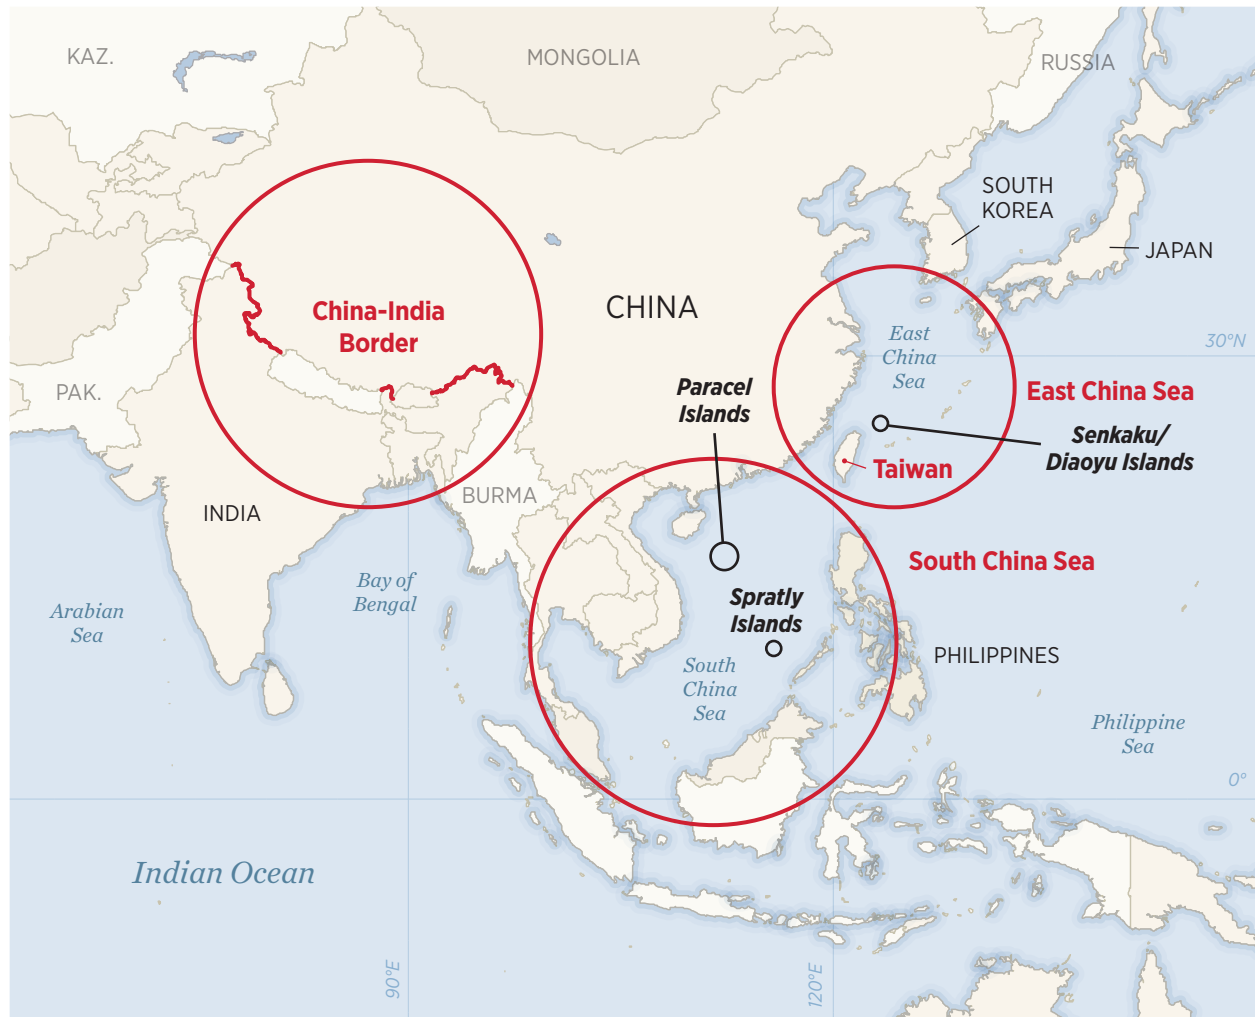 KAZ.
MONGOLIA
RUSSIA
SOUTH
KOREA
JAPAN
China-India
Border
CHINA
East
China
Sea
30°N
PAK.
Paracel
Islands
East China Sea
Senkaku/
Diaoyu Islands
Taiwan
BURMA
INDIA
South China Sea
Bay of
Bengal
Arabian
Sea
Spratly
Islands
PHILIPPINES
South
China
Sea
Philippine
Sea
0°
Indian Ocean
90°E
120°E